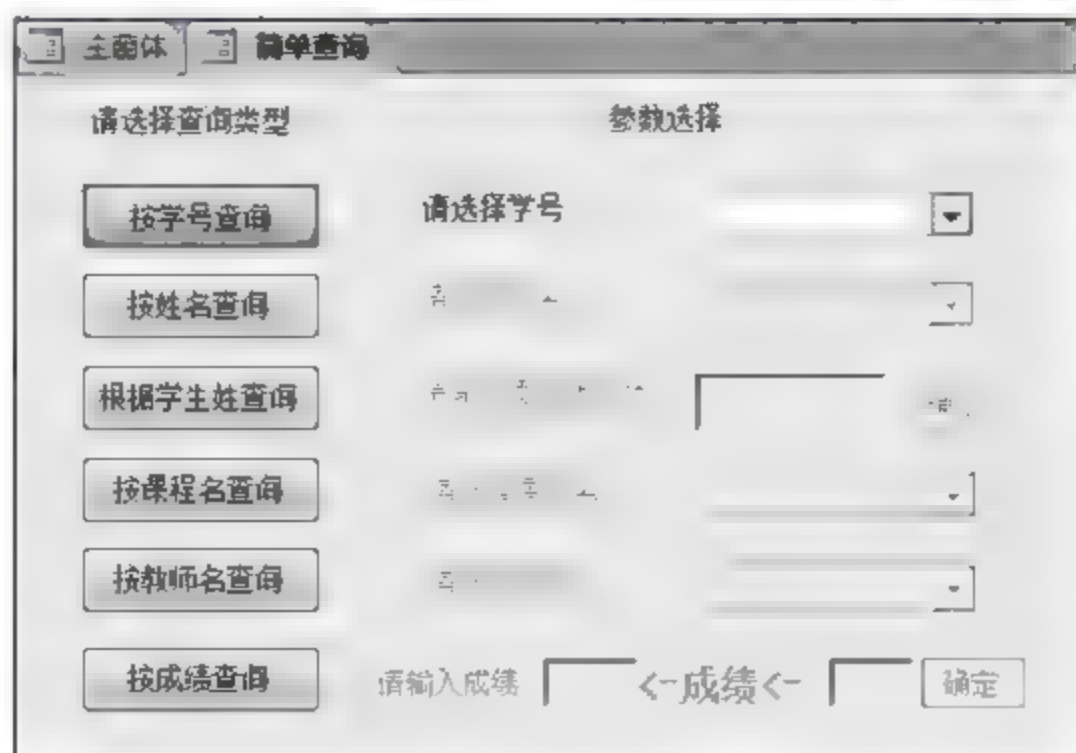 主窗体 简单查询
请选择查询类型 参数选择
按学号查询 请选择学号
按姓名查询
根据学生姓查询
按课程名查询
按教师名查询
按成绩查询 请输入成绩 <-成绩<- 确定